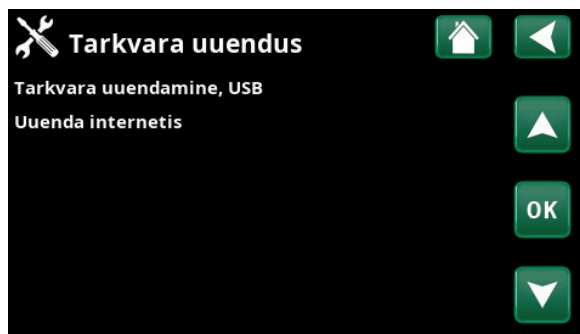 Tarkvara uuendus
Tarkvara uuendamine, USB
Uuenda internetis
OK